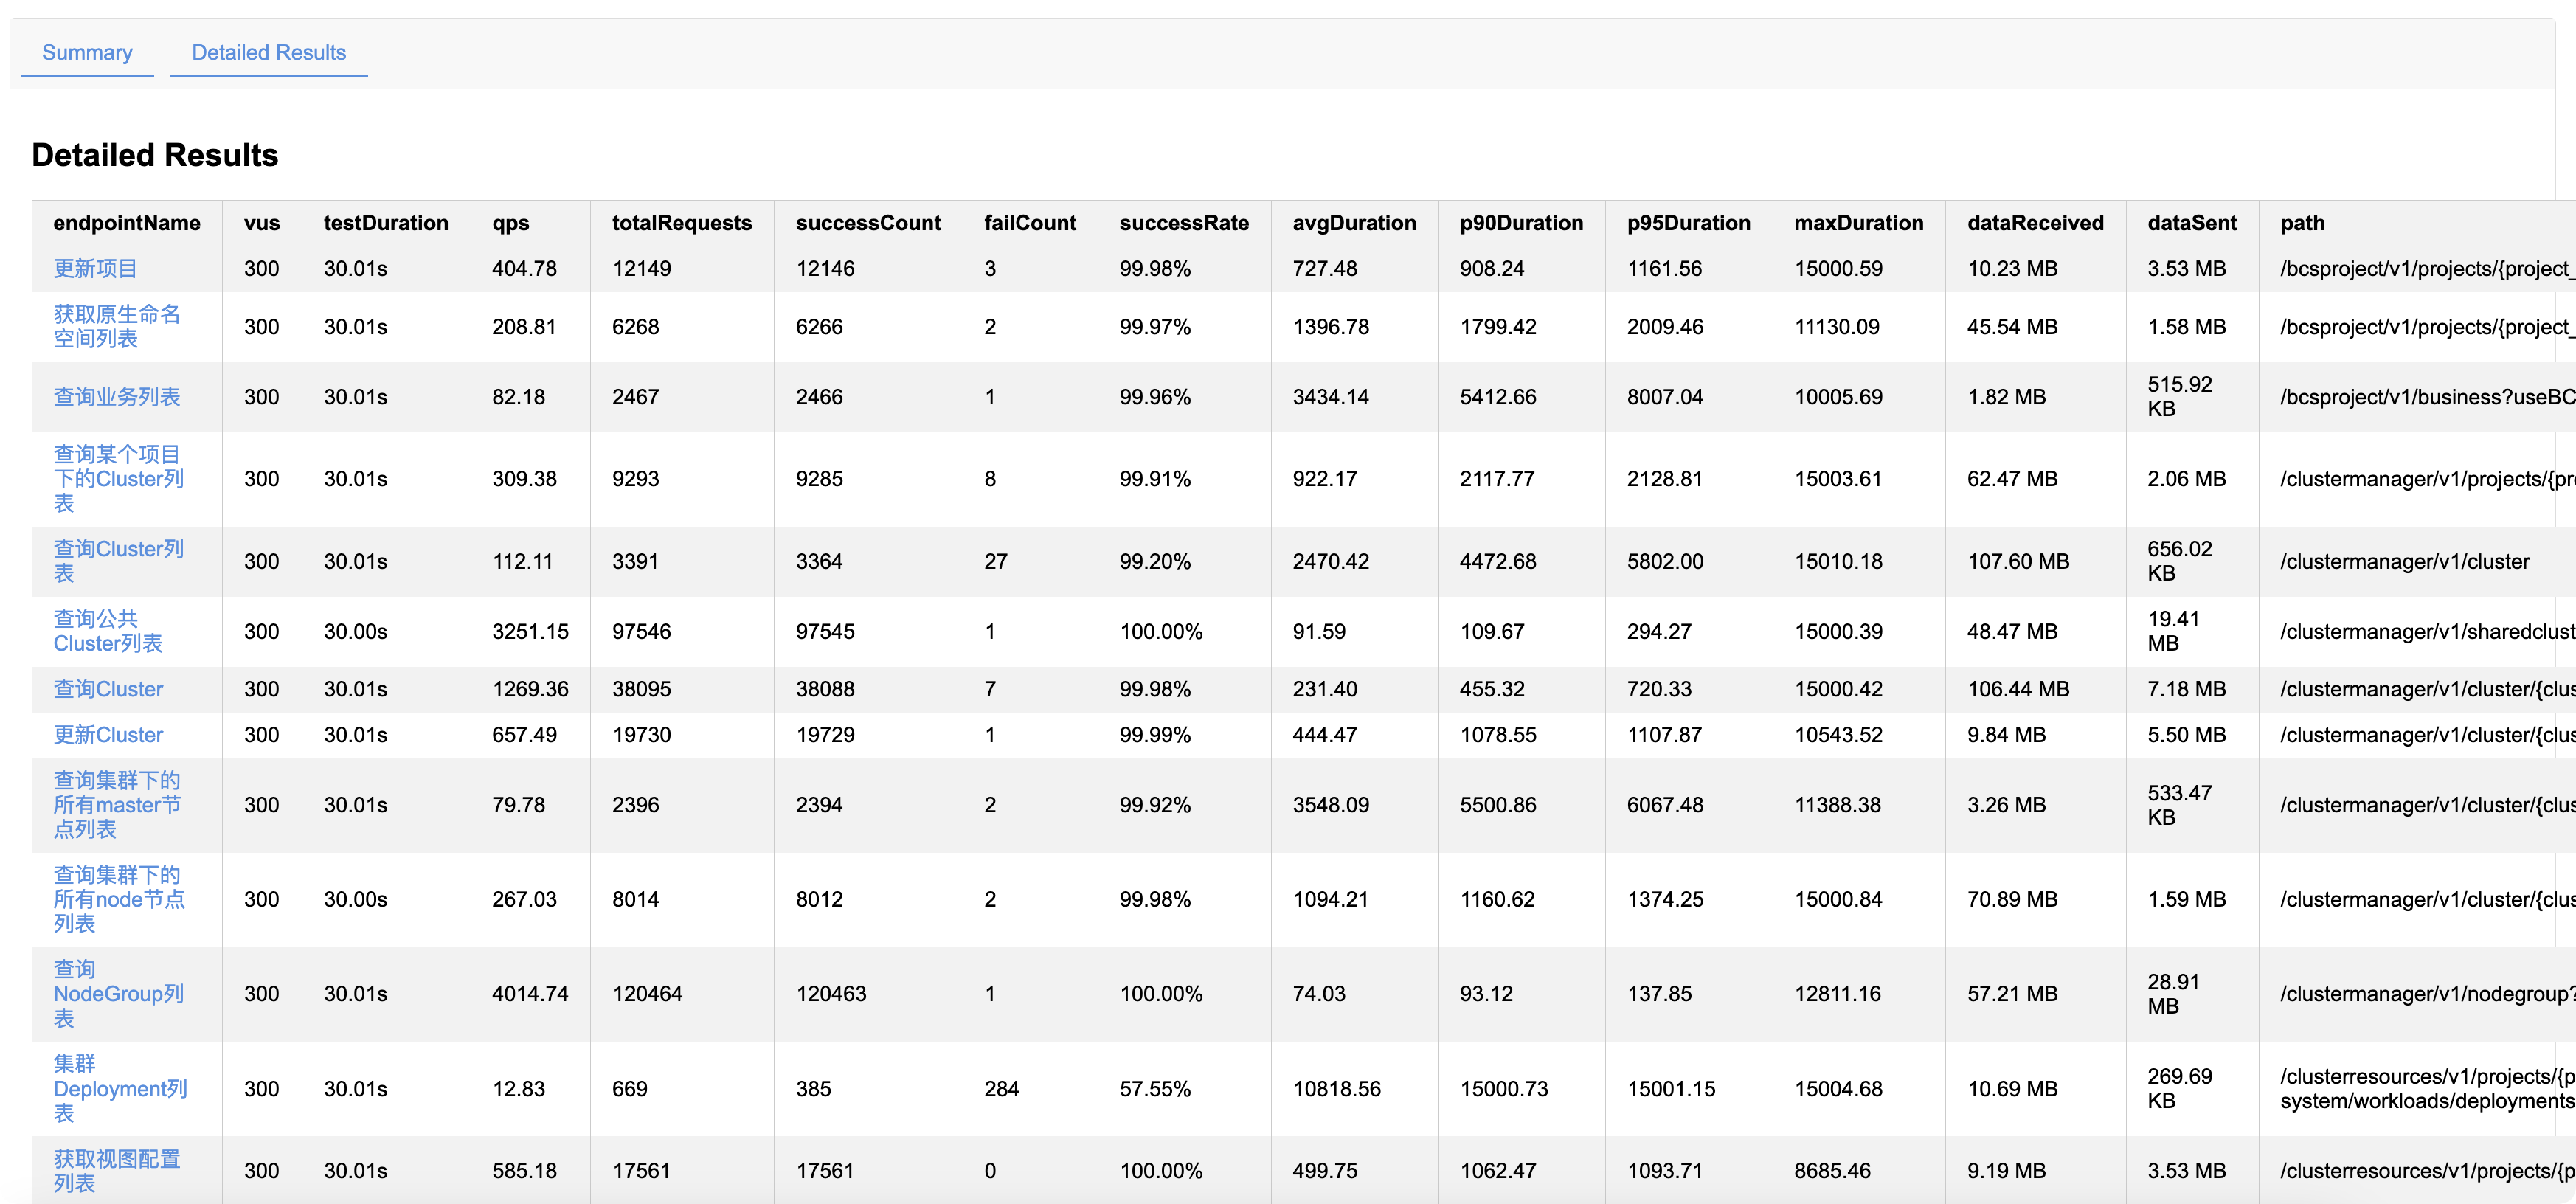 Summary Detailed Results
Detailed Results
endpointName vus testDuration qps totalRequests successCount failCount successRate avgDuration p90Duration p95Duration maxDuration dataReceived dataSent path
更新项目 300 30.01s 404.78 12149 12146 3 99.98% 727.48 908.24 1161.56 15000.59 10.23 MB 3.53 MB /bcsproject/v1/projects/{project_
获取原生命名
空间列表 300 30.01s 208.81 6268 6266 2 99.97% 1396.78 1799.42 2009.46 11130.09 45.54 MB 1.58 MB /bcsproject/v1/projects/{project_
查询业务列表 300 30.01s 82.18 2467 2466 1 99.96% 3434.14 5412.66 8007.04 10005.69 1.82 MB 515.92
KB /bcsproject/v1/business?useBC
查询某个项目
下的Cluster列
表 300 30.01s 309.38 9293 9285 8 99.91% 922.17 2117.77 2128.81 15003.61 62.47 MB 2.06 MB /clustermanager/v1/projects/{pr
查询Cluster列
表 300 30.01s 112.11 3391 3364 27 99.20% 2470.42 4472.68 5802.00 15010.18 107.60 MB 656.02
KB /clustermanager/v1/cluster
查询公共
Cluster列表 300 30.00s 3251.15 97546 97545 1 100.00% 91.59 109.67 294.27 15000.39 48.47 MB 19.41
MB /clustermanager/v1/sharedclust
查询Cluster 300 30.01s 1269.36 38095 38088 7 99.98% 231.40 455.32 720.33 15000.42 106.44 MB 7.18 MB /clustermanager/v1/cluster/{clus
更新Cluster 300 30.01s 657.49 19730 19729 1 99.99% 444.47 1078.55 1107.87 10543.52 9.84 MB 5.50 MB /clustermanager/v1/cluster/{clus
查询集群下的
所有master节
点列表 300 30.01s 79.78 2396 2394 2 99.92% 3548.09 5500.86 6067.48 11388.38 3.26 MB 533.47
KB /clustermanager/v1/cluster/{clus
查询集群下的
所有node节点
列表 300 30.00s 267.03 8014 8012 2 99.98% 1094.21 1160.62 1374.25 15000.84 70.89 MB 1.59 MB /clustermanager/v1/cluster/{clus
查询
NodeGroup列
表 300 30.01s 4014.74 120464 120463 1 100.00% 74.03 93.12 137.85 12811.16 57.21 MB 28.91
MB /clustermanager/v1/nodegroup?
集群
Deployment列
表 300 30.01s 12.83 669 385 284 57.55% 10818.56 15000.73 15001.15 15004.68 10.69 MB 269.69
KB /clusterresources/v1/projects/{p
system/workloads/deployments
获取视图配置
列表 300 30.01s 585.18 17561 17561 0 100.00% 499.75 1062.47 1093.71 8685.46 9.19 MB 3.53 MB /clusterresources/v1/projects/{p